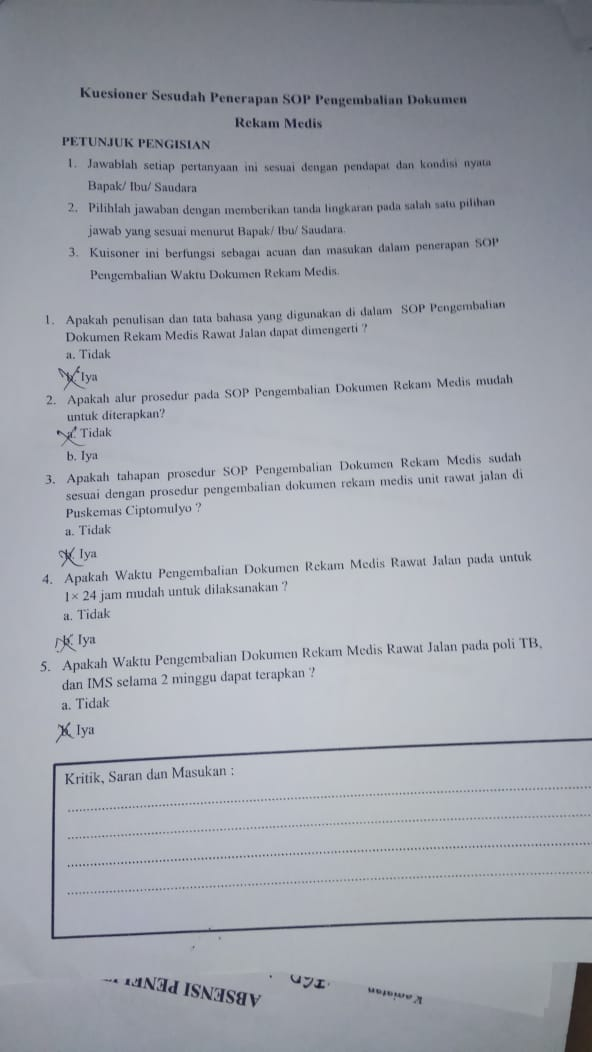 Kuesioner Sesudah Penerapan SOP Pengembalian Dokumen
Rekam Medis
PETUNJUK PENGISIAN
1. Jawablah setiap pertanyaan ini sesuai dengan pendapat dan kondisi nyata
Bapak/ Ibu/ Saudara
2. Pilihlah jawaban dengan memberikan tanda lingkaran pada salah satu pilihan
jawab yang sesuai menurut Bapak/ Ibu/ Saudara.
3. Kuisoner ini berfungsi sebagai acuan dan masukan dalam penerapan SOP
Pengembalian Waktu Dokumen Rekam Medis.
1. Apakah penulisan dan tata bahasa yang digunakan di dalam SOP Pengembalian
Dokumen Rekam Medis Rawat Jalan dapat dimengerti ?
a. Tidak
b. Iya
2. Apakah alur prosedur pada SOP Pengembalian Dokumen Rekam Medis mudah
untuk diterapkan?
a. Tidak
b. Iya
3. Apakah tahapan prosedur SOP Pengembalian Dokumen Rekam Medis sudah
sesuai dengan prosedur pengembalian dokumen rekam medis unit rawat jalan di
Puskemas Ciptomulyo ?
a. Tidak
b. Iya
4. Apakah Waktu Pengembalian Dokumen Rekam Medis Rawat Jalan pada untuk
1× 24 jam mudah untuk dilaksanakan ?
a. Tidak
b. Iya
5. Apakah Waktu Pengembalian Dokumen Rekam Medis Rawat Jalan pada poli TB,
dan IMS selama 2 minggu dapat terapkan ?
a. Tidak
b. Iya
Kritik, Saran dan Masukan :
ABSENSI